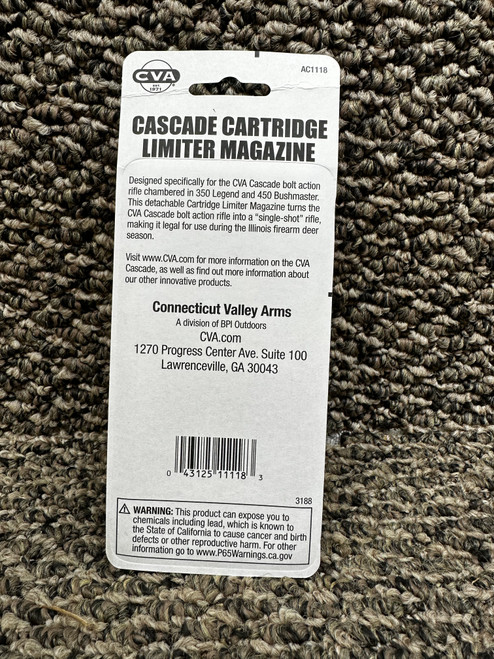 CVA
EST.
1971
®
AC1118
CASCADE CARTRIDGE
LIMITER MAGAZINE
Designed specifically for the CVA Cascade bolt action
rifle chambered in 350 Legend and 450 Bushmaster.
This detachable Cartridge Limiter Magazine turns the
CVA Cascade bolt action rifle into a “single-shot” rifle,
making it legal for use during the Illinois firearm deer
season.
Visit www.CVA.com for more information on the CVA
Cascade, as well as find out more information about
our other innovative products.
Connecticut Valley Arms
A division of BPI Outdoors
CVA.com
1270 Progress Center Ave. Suite 100
Lawrenceville, GA 30043
0 43125 11118 3
3188
WARNING: This product can expose you to
chemicals including lead, which is known to
the State of California to cause cancer and birth
defects or other reproductive harm. For other
information go to www.P65Warnings.ca.gov